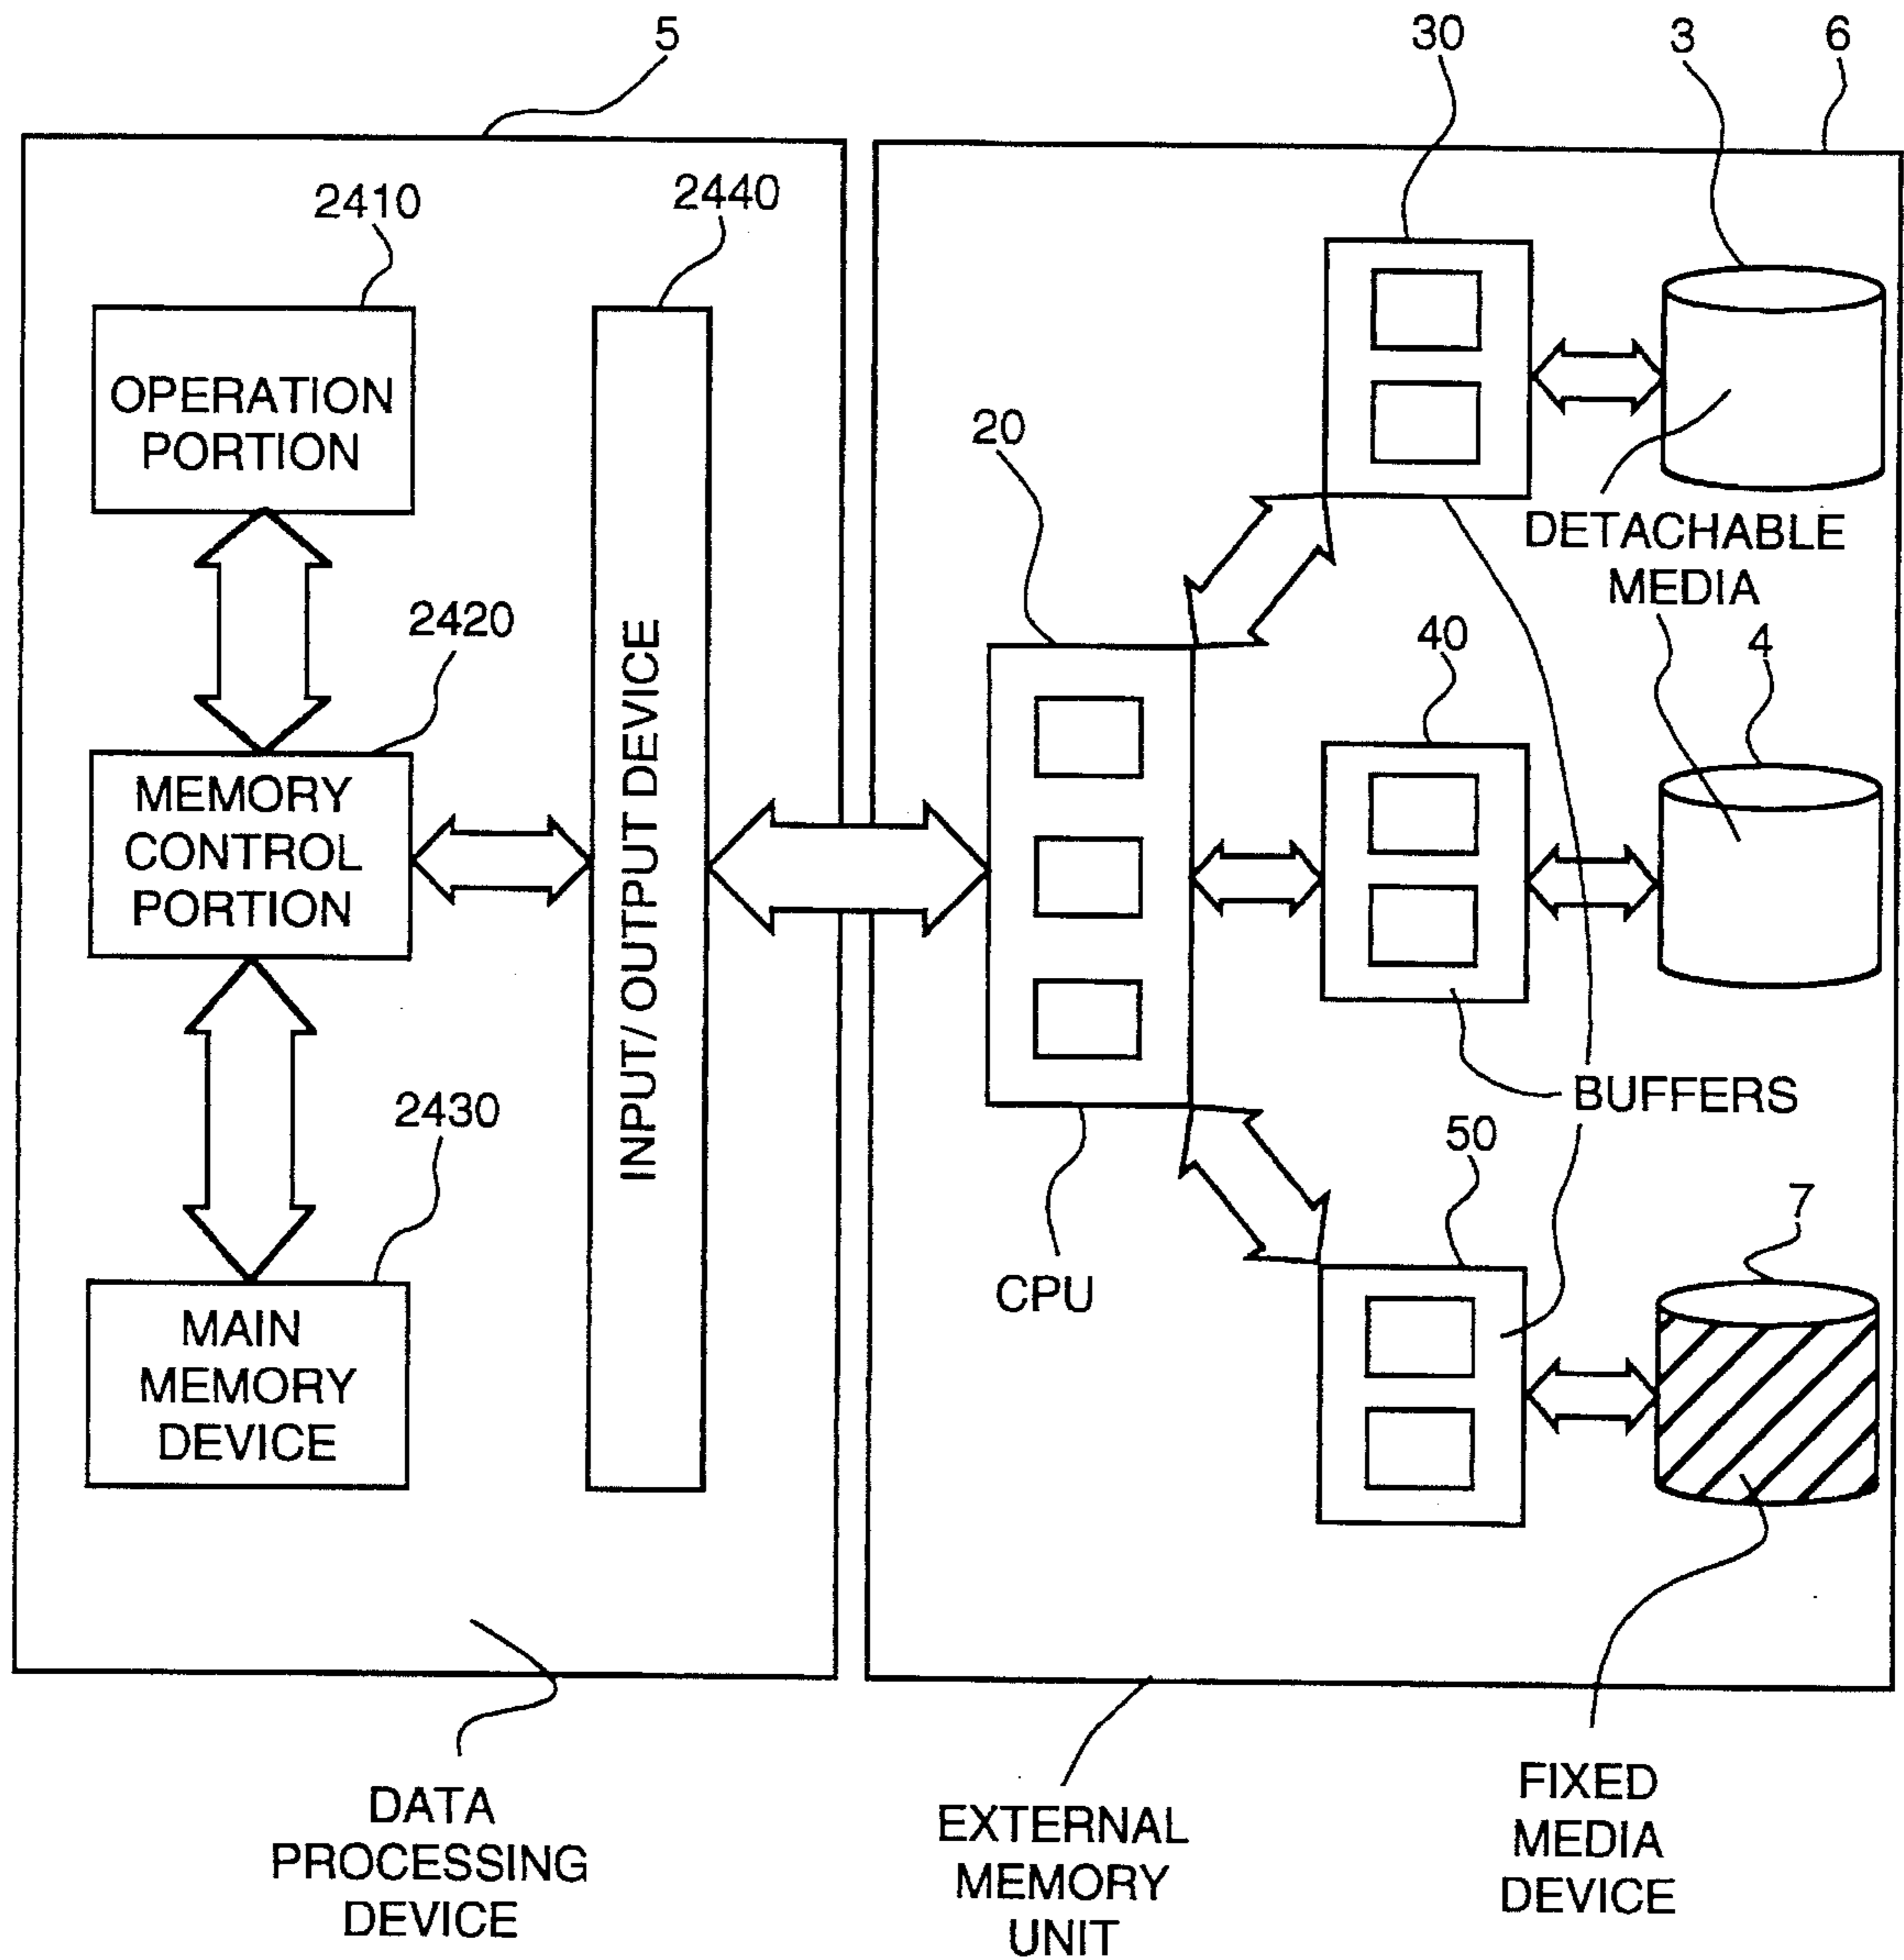 5
30
3
6
2410
2440
OPERATION
PORTION
20
DETACHABLE
MEDIA
2420
40
4
MEMORY
CONTROL
PORTION
INPUT/ OUTPUT DEVICE
2430
BUFFERS
50
7
CPU
MAIN
MEMORY
DEVICE
DATA
PROCESSING
DEVICE
EXTERNAL
MEMORY
UNIT
FIXED
MEDIA
DEVICE